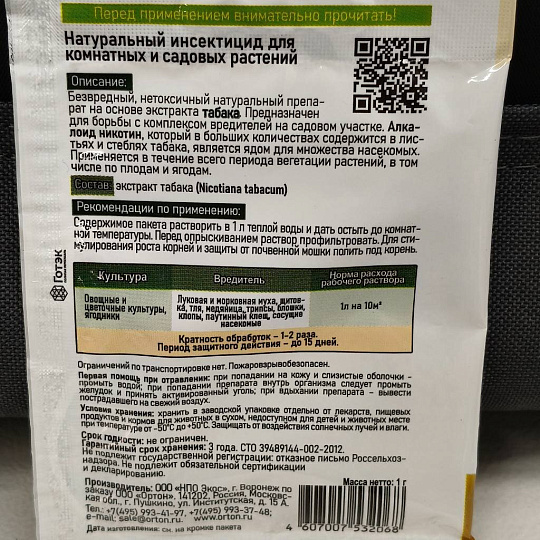 Перед применением внимательно прочитать!
Натуральный инсектицид для
комнатных и садовых растений
Описание:
Безвредный, нетоксичный натуральный препа-
рат на основе экстракта табака. Предназначен
для борьбы с комплексом вредителей на садовом участке. Алка-
лоид никотин, который в больших количествах содержится в лис-
тьях и стеблях табака, является ядом для множества насекомых.
Применяется в течение всего периода вегетации растений, в том
числе по плодам и ягодам.
Состав: экстракт табака (Nicotiana tabacum)
Рекомендации по применению:
Содержимое пакета растворить в 1 л теплой воды и дать остыть до комнат-
ной температуры. Перед опрыскиванием раствор профильтровать. Для сти-
мулирования роста корней и защиты от почвенной мошки полить под корень.
Готэк
Культура
Вредитель
Норма расхода
рабочего раствора
Овощные и
цветочные культуры,
ягодники
Луковая и морковная муха, щитов-
ка, тля, медяница, трипсы, блошки,
клопы, паутинный клещ, сосущие
насекомые
1л на 10м²
Кратность обработок – 1-2 раза.
Период защитного действия – до 15 дней.
Ограничений по транспортировке нет. Пожаровзрывобезопасен.
Первая помощь при отравлении: при попадании на кожу и слизистые оболочки -
промыть водой; при попадании препарата внутрь организма следует промыть
желудок и принять активированный уголь; при вдыхании препарата – вывести
пострадавшего на свежий воздух.
Условия хранения: хранить в заводской упаковке отдельно от лекарств, пищевых
продуктов и кормов для животных в сухом, недоступном для детей и животных месте
при температуре от -50°С до +50°С. Защищать от воздействия солнечных лучей и влаги.
Срок годности: не ограничен.
Гарантийный срок хранения: 3 года. СТО 39489144-002-2012.
Не подлежит государственной регистрации: отказное письмо Россельхоз-
надзора. Не подлежит обязательной сертификации
и декларированию.
Масса нетто: 1 г
Производитель: ООО «НПО Экос», г. Воронеж по
заказу ООО «Ортон», 141202, Россия, Московс-
кая обл., г. Пушкино, ул. Институтская, д. 15 А.
Тел.: +7(495) 993-41-97, +7(495) 993-37-48;
e-mail; sale@orton.ru www.orton.ru
Дата изготовления: см. на кромке пакета
4 607007 532068